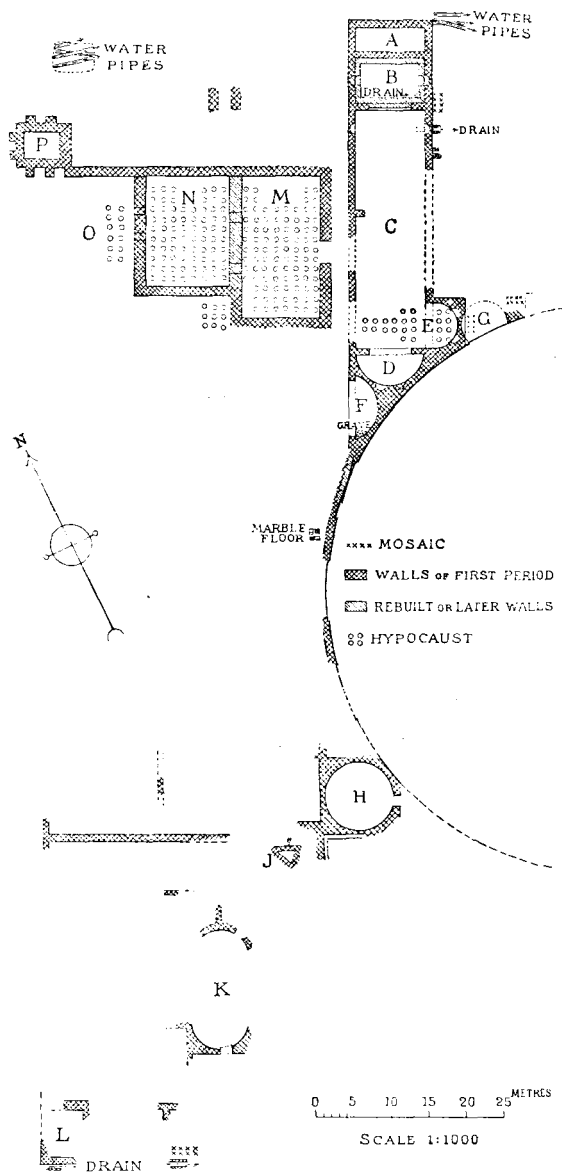 WATER
PIPES
WATER
PIPES
A
B
DRAIN
DRAIN
P
N
M
O
C
E
G
D
F
GRAVE
N
MARBLE
FLOOR
MOSAIC
WALLS OF FIRST PERIOD
REBUILT OR LATER WALLS
HYPOCAUST
H
J
K
L
DRAIN
0 5 10 15 20 25 METRES
SCALE 1:1000